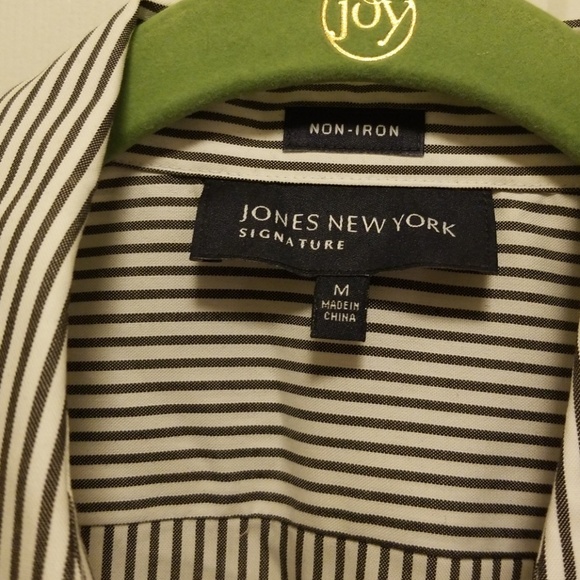 joy
NON-IRON
JONES NEW YORK
SIGNATURE
M
MADE IN
CHINA